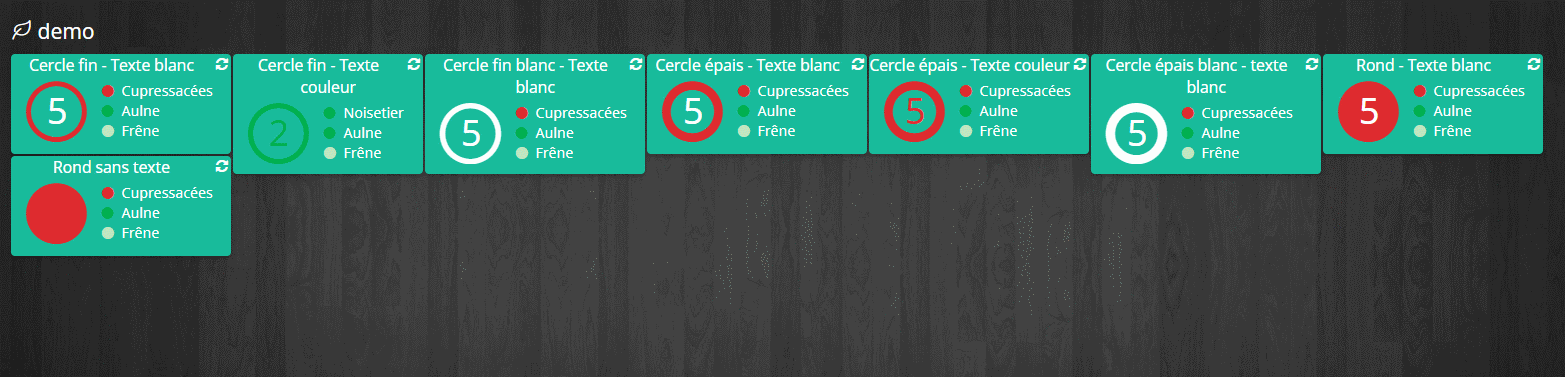 demo
Cercle fin - Texte blanc
5
Cupressacées
Aulne
Frêne
Cercle fin - Texte
couleur
2
Noisetier
Aulne
Frêne
Cercle fin blanc - Texte
blanc
5
Cupressacées
Aulne
Frêne
Cercle épais - Texte blanc
5
Cupressacées
Aulne
Frêne
Cercle épais - Texte couleur
5
Cupressacées
Aulne
Frêne
Cercle épais blanc - texte
blanc
5
Cupressacées
Aulne
Frêne
Rond - Texte blanc
5
Cupressacées
Aulne
Frêne
Rond sans texte
Cupressacées
Aulne
Frêne